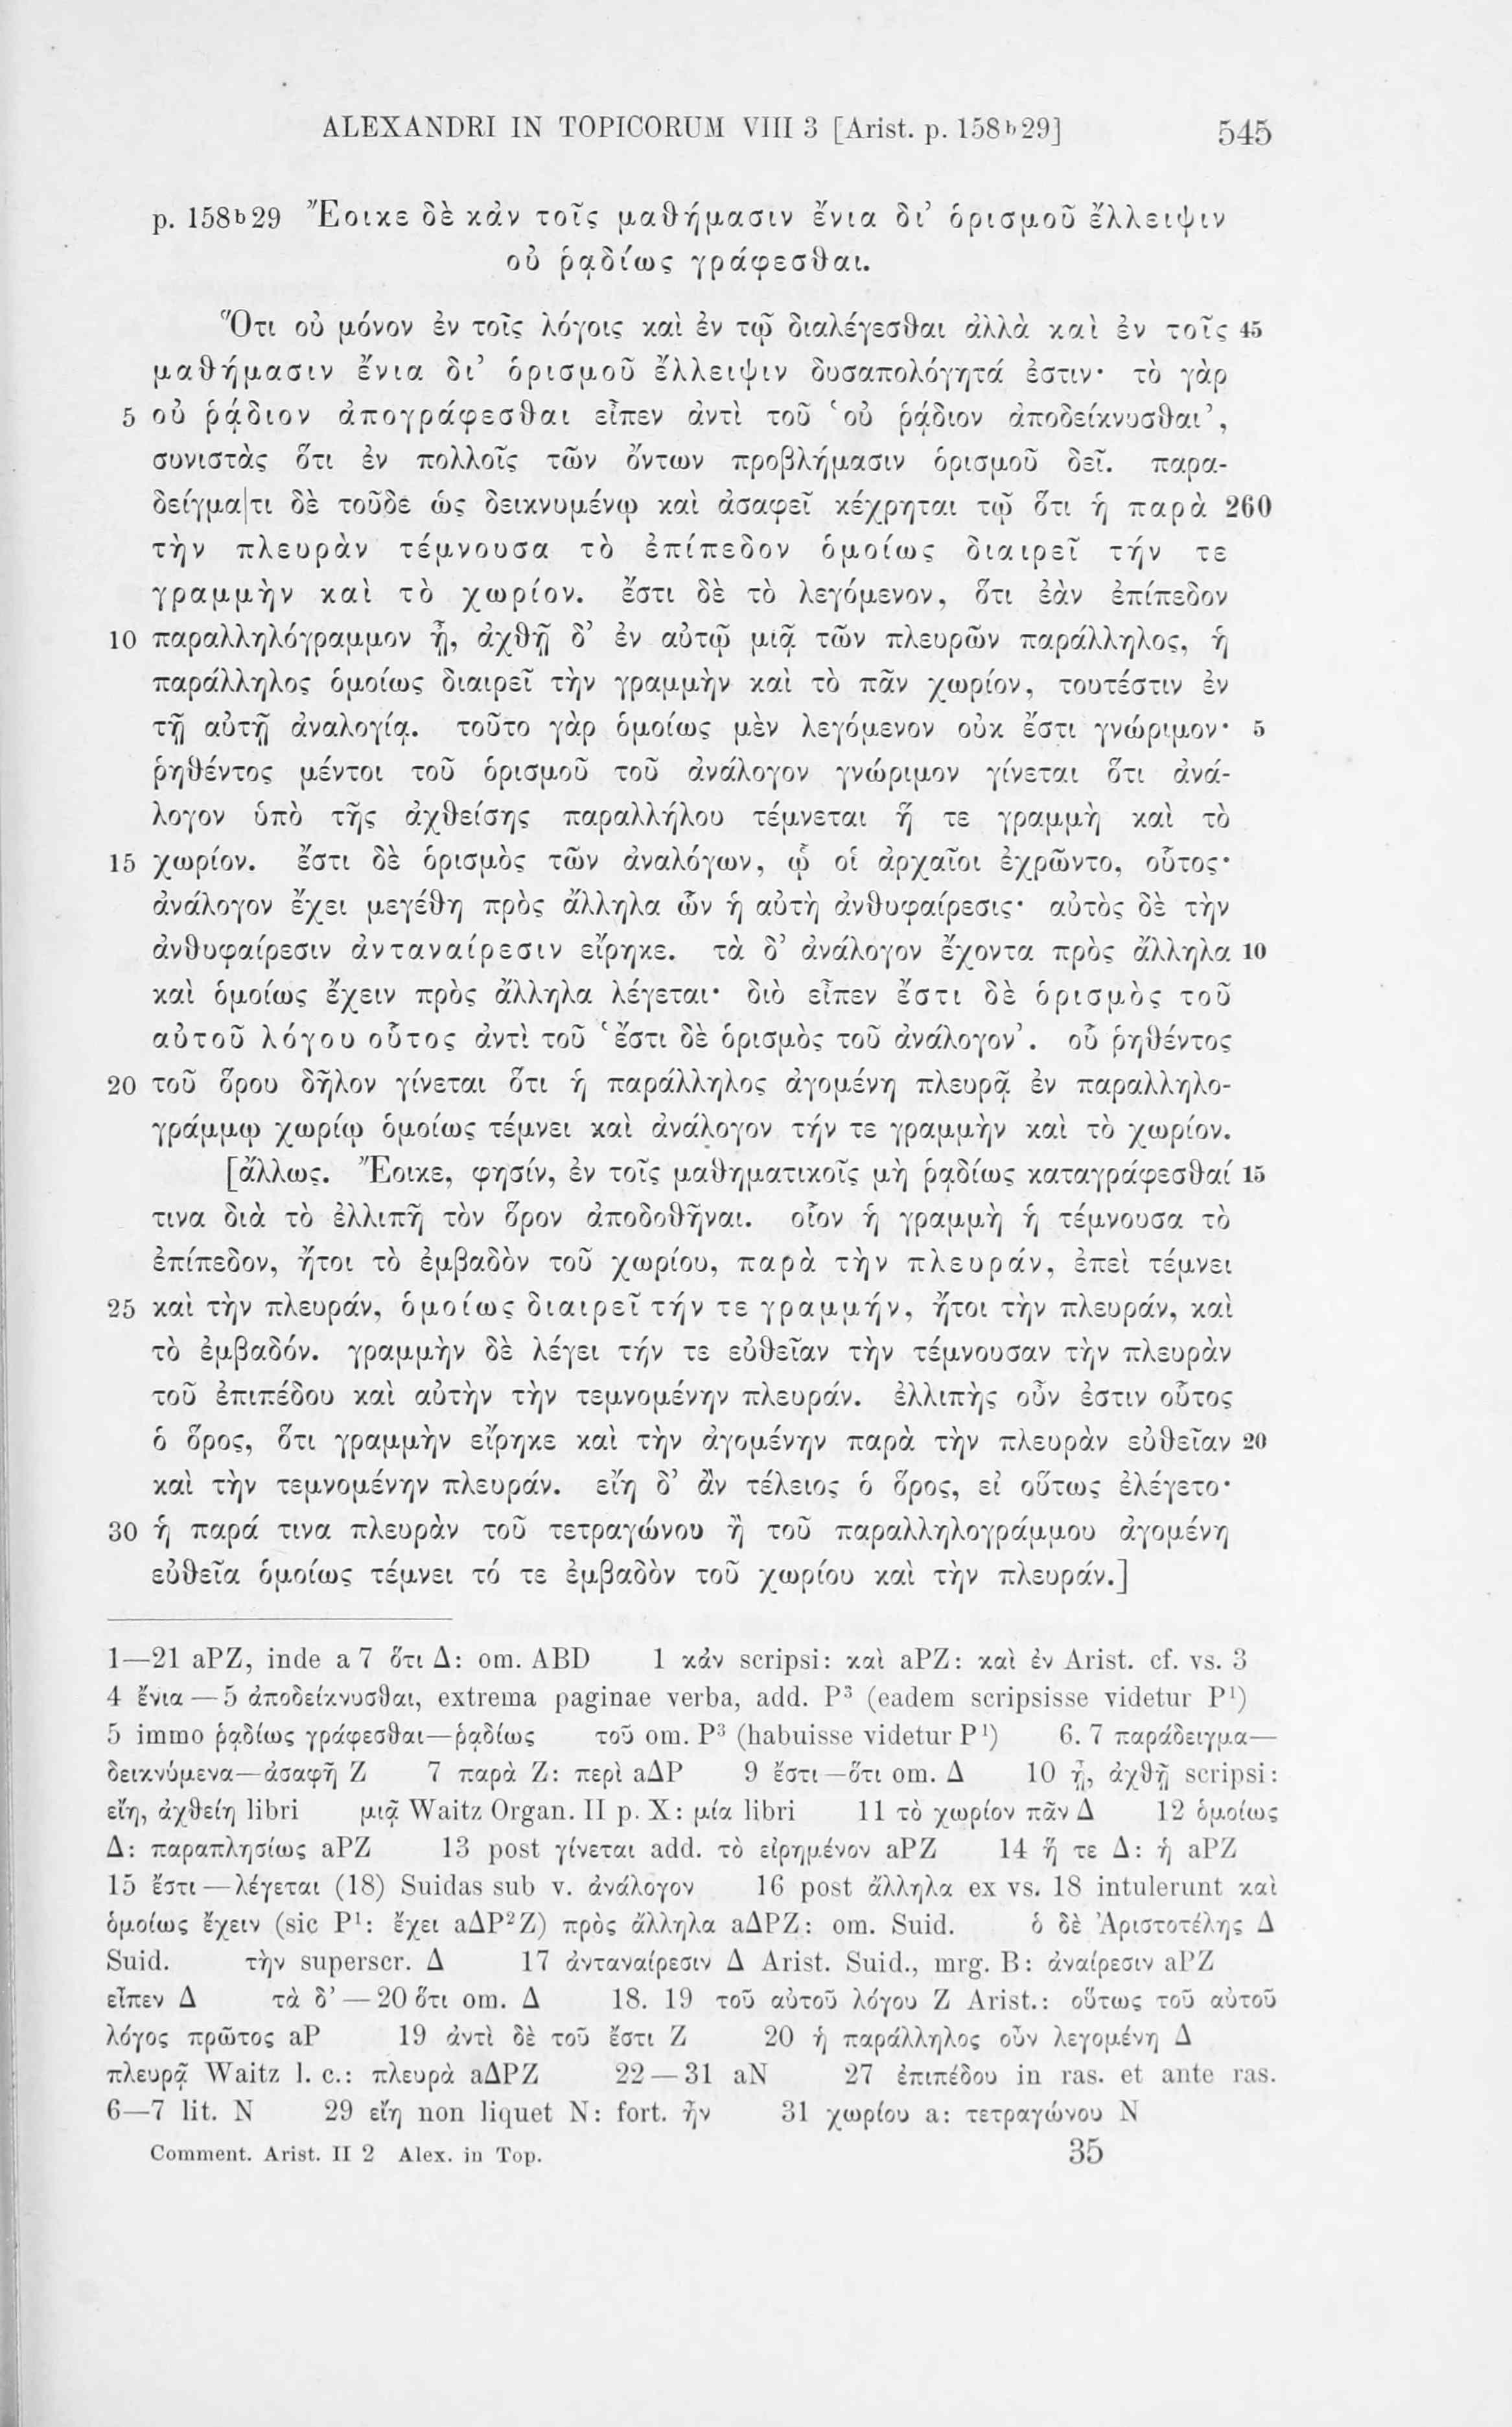 ALEXANDRI IN TOPICORUM VIII 3 [Arist. p. 158ᵇ29] 545
p. 158ᵇ29 Ἔοικε δὲ κἀν τοῖς μαθήμασιν ἔνια δι’ ὁρισμοῦ ἔλλειψιν
οὐ ῥᾳδίως γράφεσθαι.
Ὅτι οὐ μόνον ἐν τοῖς λόγοις καὶ ἐν τῷ διαλέγεσθαι ἀλλὰ καὶ ἐν τοῖς 45
μαθήμασιν ἔνια δι’ ὁρισμοῦ ἔλλειψιν δυσαπολόγητά ἐστιν· τὸ γὰρ
5 οὐ ῥᾴδιον ἀπογράφεσθαι εἶπεν ἀντὶ τοῦ ‘οὐ ῥᾴδιον ἀποδείκνυσθαι’,
συνιστὰς ὅτι ἐν πολλοῖς τῶν ὄντων προβλήμασιν ὁρισμοῦ δεῖ. παρα-
δείγμα|τι δὲ τοῦδε ὡς δεικνυμένῳ καὶ ἀσαφεῖ κέχρηται τῷ ὅτι ἡ παρὰ 260
τὴν πλευρὰν τέμνουσα τὸ ἐπίπεδον ὁμοίως διαιρεῖ τήν τε
γραμμὴν καὶ τὸ χωρίον. ἔστι δὲ τὸ λεγόμενον, ὅτι ἐὰν ἐπίπεδον
10 παραλληλόγραμμον ᾖ, ἀχθῇ δ’ ἐν αὐτῷ μιᾷ τῶν πλευρῶν παράλληλος, ἡ
παράλληλος ὁμοίως διαιρεῖ τὴν γραμμὴν καὶ τὸ πᾶν χωρίον, τουτέστιν ἐν
τῇ αὐτῇ ἀναλογίᾳ. τοῦτο γὰρ ὁμοίως μὲν λεγόμενον οὐκ ἔστι γνώριμον· 5
ῥηθέντος μέντοι τοῦ ὁρισμοῦ τοῦ ἀνάλογον γνώριμον γίνεται ὅτι ἀνά-
λογον ὑπὸ τῆς ἀχθείσης παραλλήλου τέμνεται ἥ τε γραμμὴ καὶ τὸ
15 χωρίον. ἔστι δὲ ὁρισμὸς τῶν ἀναλόγων, ᾧ οἱ ἀρχαῖοι ἐχρῶντο, οὗτος·
ἀνάλογον ἔχει μεγέθη πρὸς ἄλληλα ὧν ἡ αὐτὴ ἀνθυφαίρεσις· αὐτὸς δὲ τὴν
ἀνθυφαίρεσιν ἀνταναίρεσιν εἴρηκε. τὰ δ’ ἀνάλογον ἔχοντα πρὸς ἄλληλα 10
καὶ ὁμοίως ἔχειν πρὸς ἄλληλα λέγεται· διὸ εἶπεν ἔστι δὲ ὁρισμὸς τοῦ
αὐτοῦ λόγου οὗτος ἀντὶ τοῦ ‘ἔστι δὲ ὁρισμὸς τοῦ ἀνάλογον’. οὗ ῥηθέντος
20 τοῦ ὅρου δῆλον γίνεται ὅτι ἡ παράλληλος ἀγομένη πλευρᾷ ἐν παραλληλο-
γράμμῳ χωρίῳ ὁμοίως τέμνει καὶ ἀνάλογον τήν τε γραμμὴν καὶ τὸ χωρίον.
[ἄλλως. Ἔοικε, φησίν, ἐν τοῖς μαθηματικοῖς μὴ ῥᾳδίως καταγράφεσθαί 15
τινα διὰ τὸ ἐλλιπῆ τὸν ὅρον ἀποδοθῆναι. οἷον ἡ γραμμὴ ἡ τέμνουσα τὸ
ἐπίπεδον, ἤτοι τὸ ἐμβαδὸν τοῦ χωρίου, παρὰ τὴν πλευράν, ἐπεὶ τέμνει
25 καὶ τὴν πλευράν, ὁμοίως διαιρεῖ τήν τε γραμμήν, ἤτοι τὴν πλευράν, καὶ
τὸ ἐμβαδόν. γραμμὴν δὲ λέγει τήν τε εὐθεῖαν τὴν τέμνουσαν τὴν πλευρὰν
τοῦ ἐπιπέδου καὶ αὐτὴν τὴν τεμνομένην πλευράν. ἐλλιπὴς οὖν ἐστιν οὗτος
ὁ ὅρος, ὅτι γραμμὴν εἴρηκε καὶ τὴν ἀγομένην παρὰ τὴν πλευρὰν εὐθεῖαν 20
καὶ τὴν τεμνομένην πλευράν. εἴη δ’ ἂν τέλειος ὁ ὅρος, εἰ οὕτως ἐλέγετο·
30 ἡ παρά τινα πλευρὰν τοῦ τετραγώνου ἢ τοῦ παραλληλογράμμου ἀγομένη
εὐθεῖα ὁμοίως τέμνει τό τε ἐμβαδὸν τοῦ χωρίου καὶ τὴν πλευράν.]
1—21 aPZ, inde a 7 ὅτι Δ: om. ABD 1 κἀν scripsi: καὶ aPZ: καὶ ἐν Arist. cf. vs. 3
4 ἔνια — 5 ἀποδείκνυσθαι, extrema paginae verba, add. P³ (eadem scripsisse videtur P¹)
5 immo ῥᾳδίως γράφεσθαι—ῥᾳδίως τοῦ om. P³ (habuisse videtur P¹) 6. 7 παράδειγμα—
δεικνύμενα—ἀσαφῆ Z 7 παρὰ Z: περὶ aΔP 9 ἔστι—ὅτι om. Δ 10 ᾖ, ἀχθῇ scripsi:
εἴη, ἀχθείη libri μιᾷ Waitz Organ. II p. X: μία libri 11 τὸ χωρίον πᾶν Δ 12 ὁμοίως
Δ: παραπλησίως aPZ 13 post γίνεται add. τὸ εἰρημένον aPZ 14 ἥ τε Δ: ἡ aPZ
15 ἔστι — λέγεται (18) Suidas sub v. ἀνάλογον 16 post ἄλληλα ex vs. 18 intulerunt καὶ
ὁμοίως ἔχειν (sic P¹: ἔχει aΔP²Z) πρὸς ἄλληλα aΔPZ: om. Suid. ὁ δὲ Ἀριστοτέλης Δ
Suid. τὴν superscr. Δ 17 ἀνταναίρεσιν Δ Arist. Suid., mrg. B: ἀναίρεσιν aPZ
εἶπεν Δ τὰ δ’ — 20 ὅτι om. Δ 18. 19 τοῦ αὐτοῦ λόγου Z Arist.: οὕτως τοῦ αὐτοῦ
λόγος πρῶτος aP 19 ἀντὶ δὲ τοῦ ἔστι Z 20 ἡ παράλληλος οὖν λεγομένη Δ
πλευρᾷ Waitz l. c.: πλευρὰ aΔPZ 22—31 aN 27 ἐπιπέδου in ras. et ante ras.
6—7 lit. N 29 εἴη non liquet N: fort. ἦν 31 χωρίου a: τετραγώνου N
Comment. Arist. II 2 Alex. in Top. 35